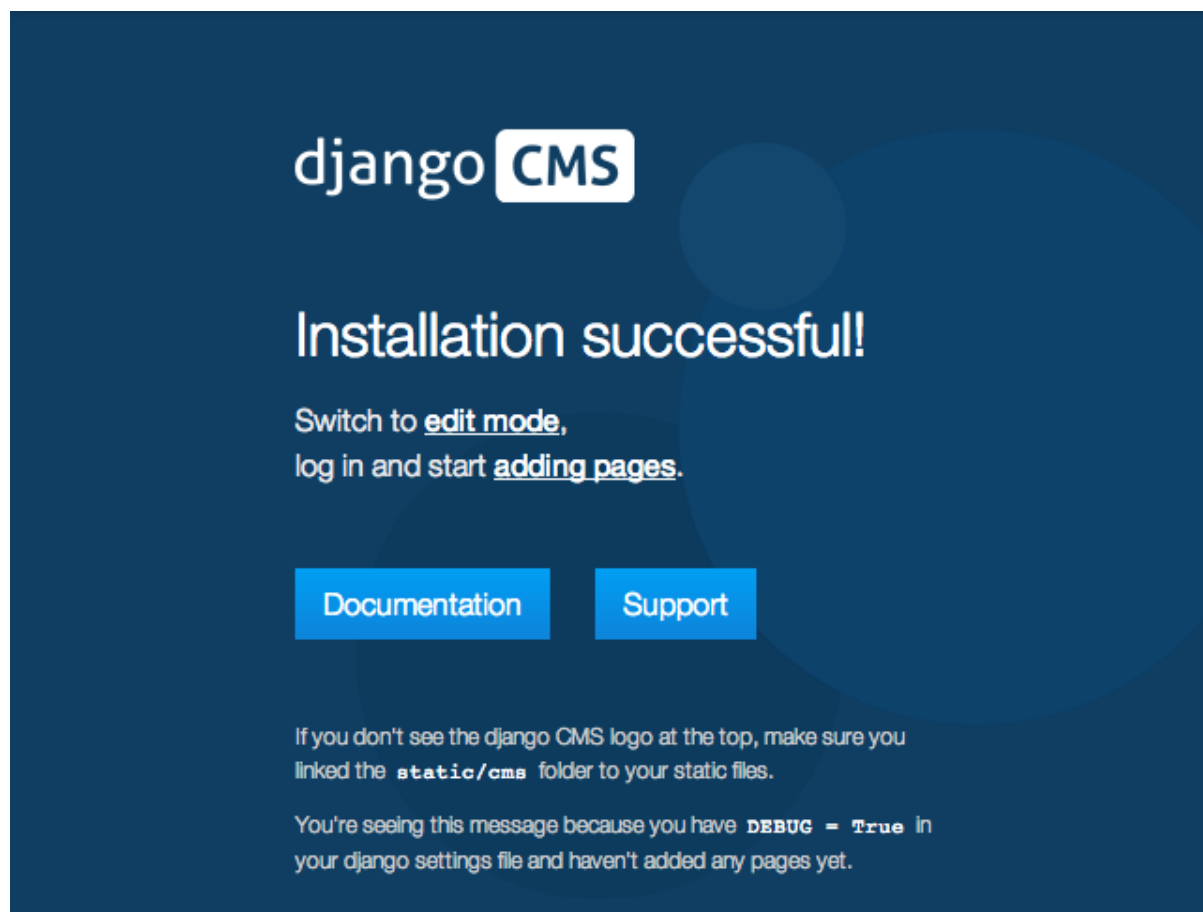 django CMS
Installation successful!
Switch to edit mode,
log in and start adding pages.
Documentation Support
If you don't see the django CMS logo at the top, make sure you
linked the static/cms folder to your static files.
You're seeing this message because you have DEBUG = True in
your django settings file and haven't added any pages yet.